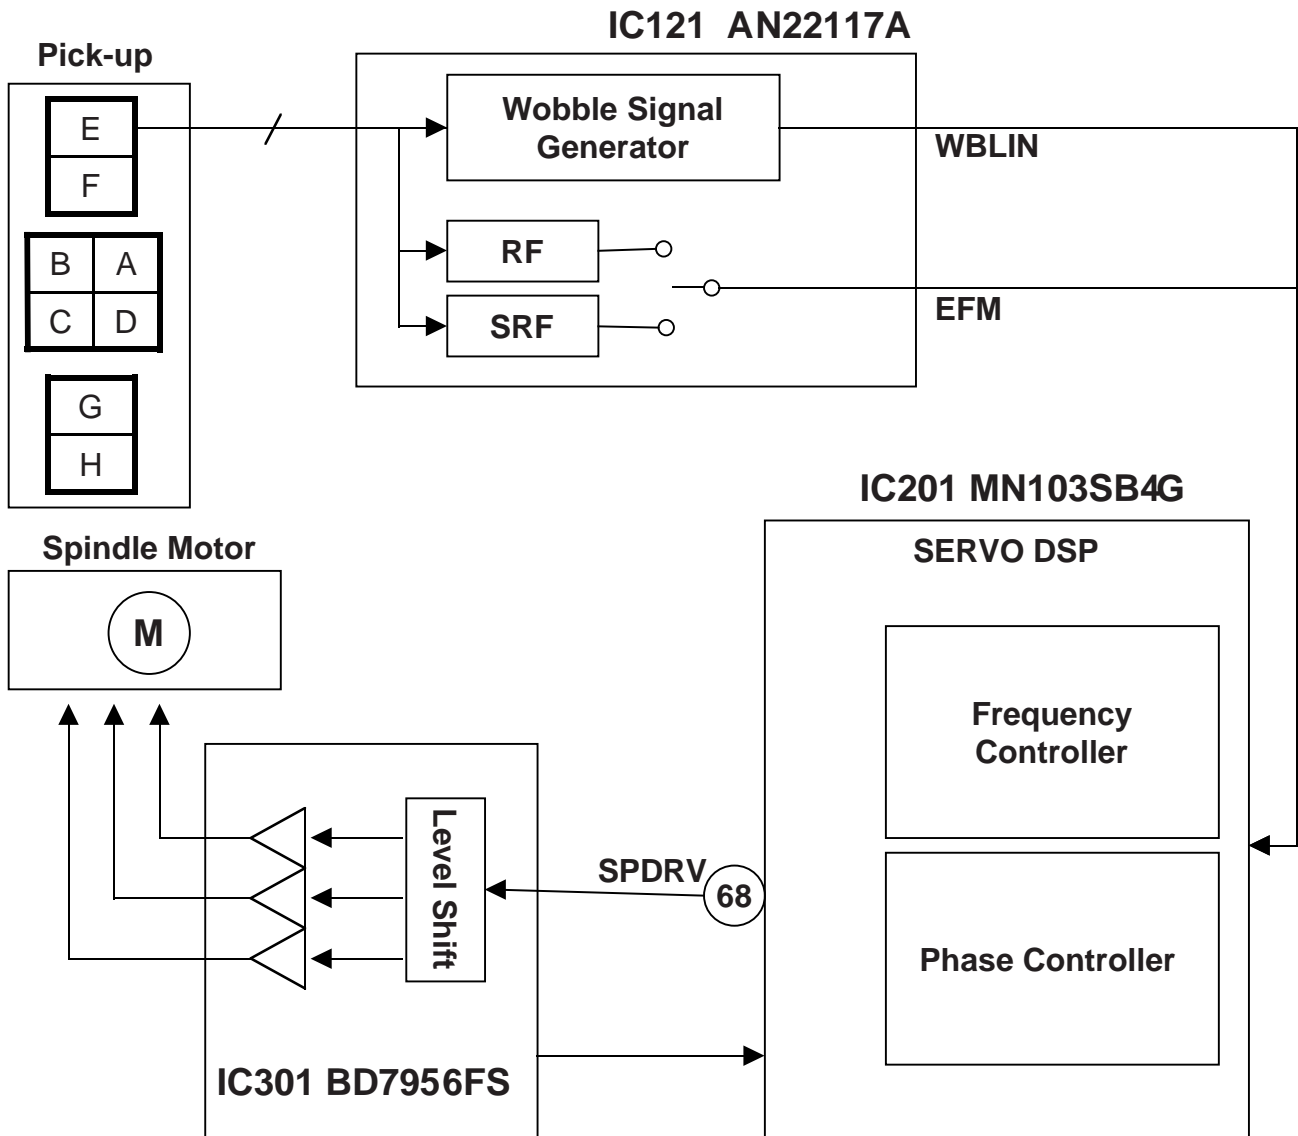 IC121 AN22117A
Pick-up
E
F
B A
C D
G
H
Wobble Signal
Generator
WBLIN
RF
SRF
EFM
IC201 MN103SB4G
SERVO DSP
Spindle Motor
M
Frequency
Controller
Level Shift
SPDRV
68
Phase Controller
IC301 BD7956FS